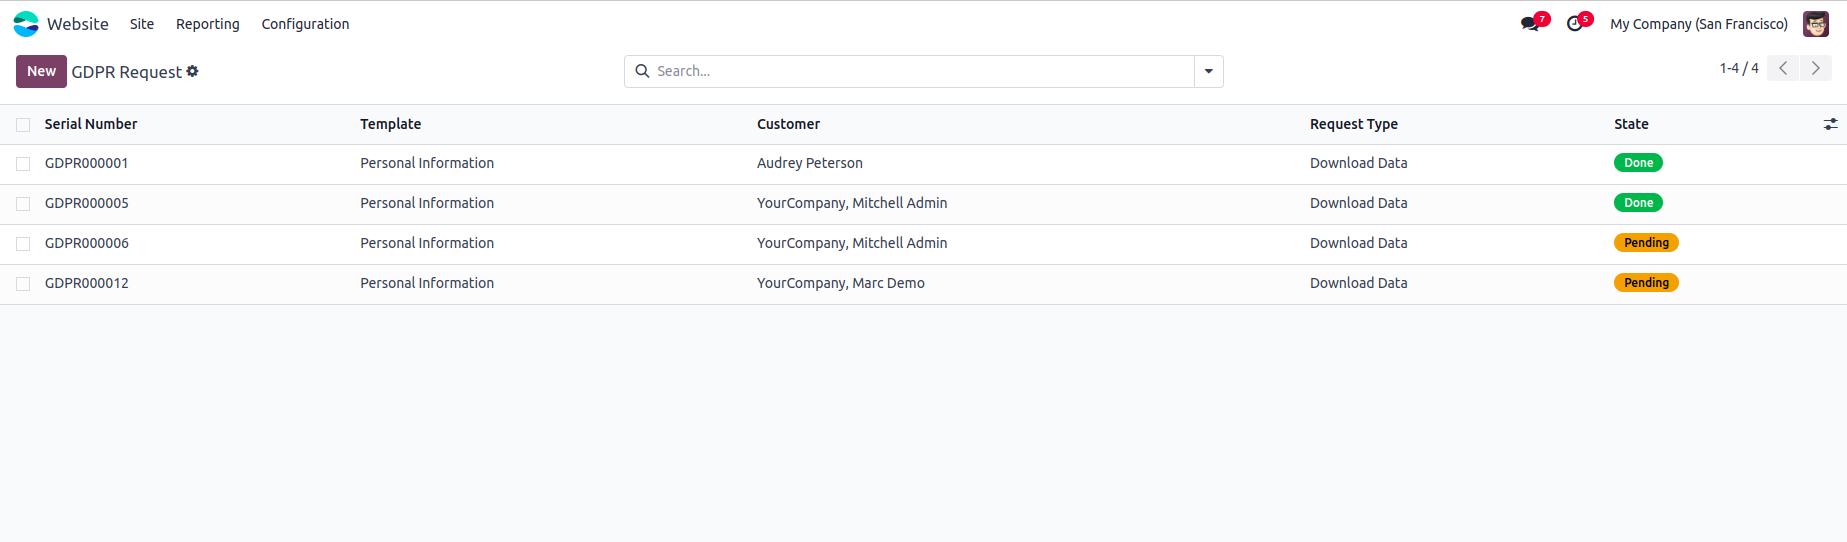 Website Site Reporting Configuration 7 5 My Company (San Francisco)
New GDPR Request Search... 1-4 / 4
Serial Number Template Customer Request Type State
GDPR000001 Personal Information Audrey Peterson Download Data Done
GDPR000005 Personal Information YourCompany, Mitchell Admin Download Data Done
GDPR000006 Personal Information YourCompany, Mitchell Admin Download Data Pending
GDPR000012 Personal Information YourCompany, Marc Demo Download Data Pending